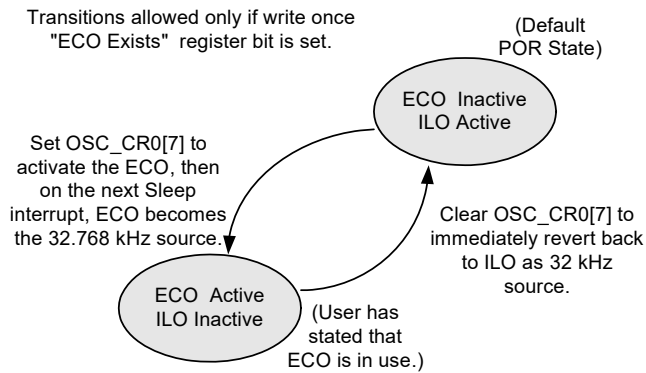 Transitions allowed only if write once
"ECO Exists" register bit is set.
(Default
POR State)
ECO Inactive
ILO Active
Set OSC_CR0[7] to
activate the ECO, then
on the next Sleep
interrupt, ECO becomes
the 32.768 kHz source.
Clear OSC_CR0[7] to
immediately revert back
to ILO as 32 kHz
source.
ECO Active
ILO Inactive
(User has
stated that
ECO is in use.)